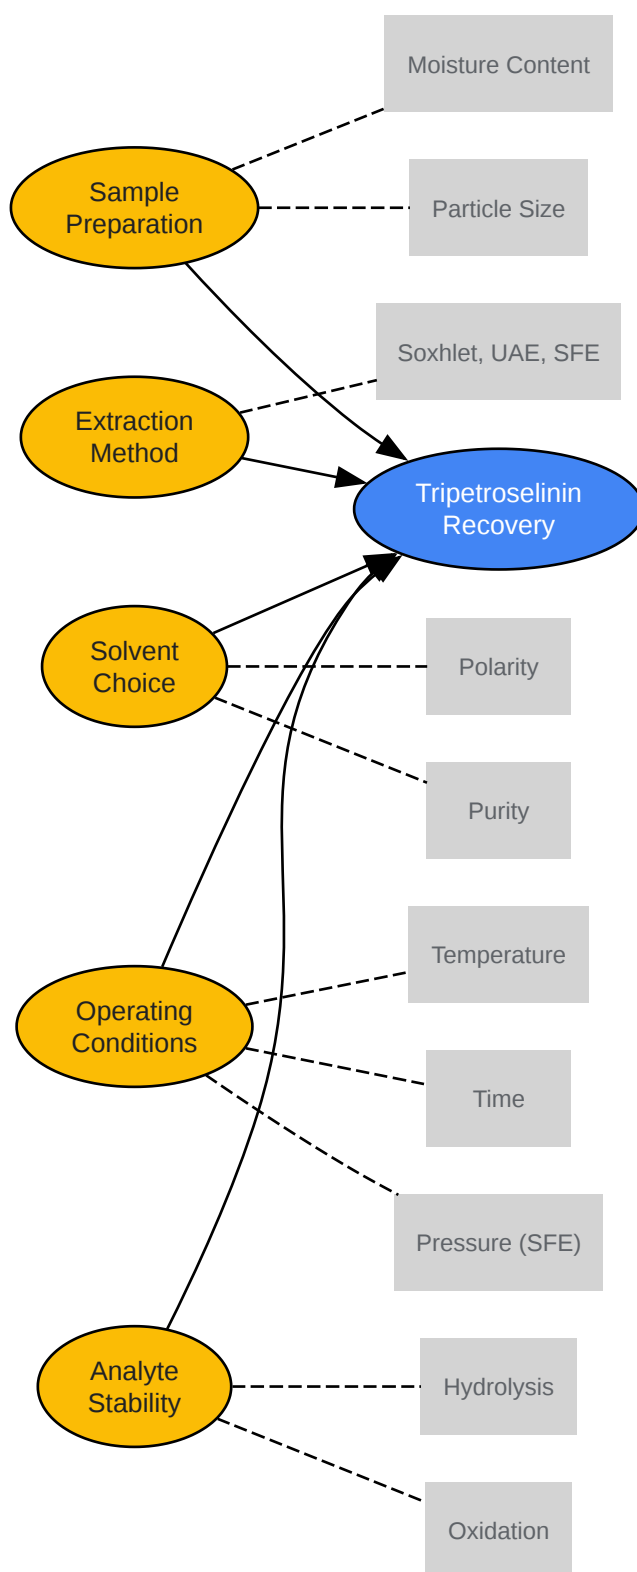 Moisture Content
Sample
Preparation
Particle Size
Soxhlet, UAE, SFE
Extraction
Method
Tripetroselinin
Recovery
Solvent
Choice
Polarity
Purity
Temperature
Operating
Conditions
Time
Pressure (SFE)
Analyte
Stability
Hydrolysis
Oxidation